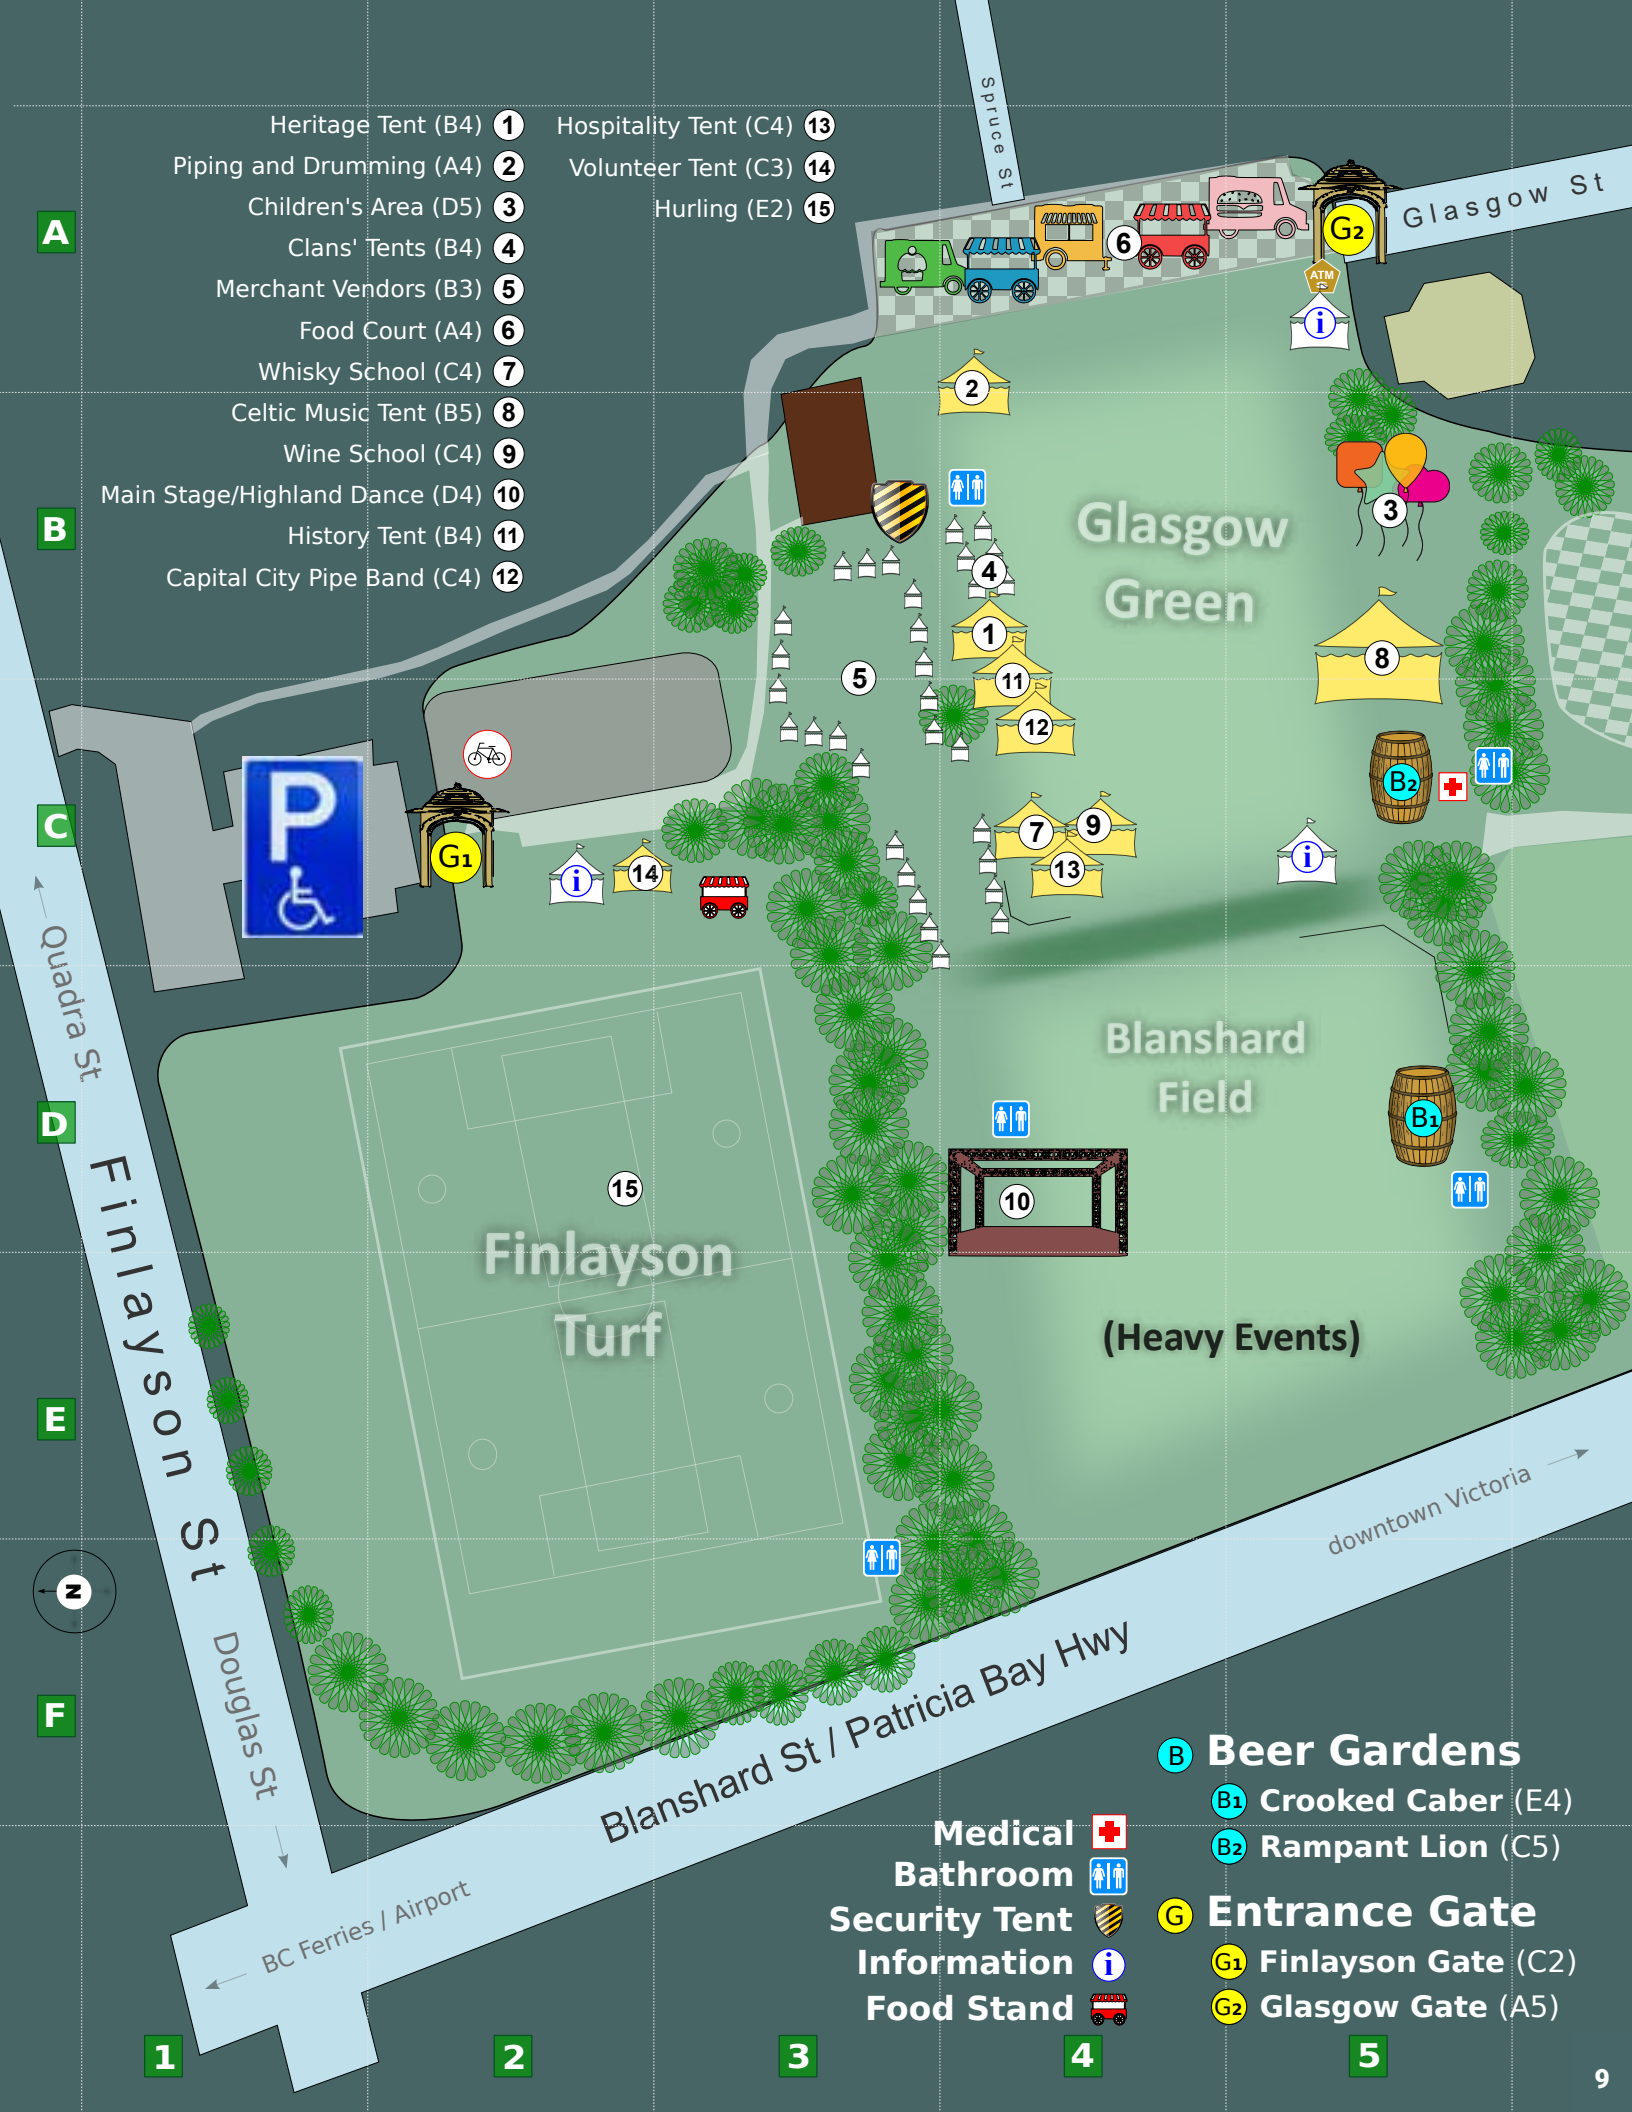 Heritage Tent (B4) 1
Piping and Drumming (A4) 2
Children's Area (D5) 3
Clans' Tents (B4) 4
Merchant Vendors (B3) 5
Food Court (A4) 6
Whisky School (C4) 7
Celtic Music Tent (B5) 8
Wine School (C4) 9
Main Stage/Highland Dance (D4) 10
History Tent (B4) 11
Capital City Pipe Band (C4) 12
Hospitality Tent (C4) 13
Volunteer Tent (C3) 14
Hurling (E2) 15
Spruce St
Glasgow St
A
6
G2
ATM
i
2
B
3
Glasgow
Green
4
1
8
5
11
12
C
P
G1
i
14
7
9
13
B2
i
Quadra St
Blanshard
Field
D
B1
15
10
Finlayson
Turf
Finlayson St
(Heavy Events)
E
downtown Victoria
N
Douglas St
F
Blanshard St / Patricia Bay Hwy
BC Ferries / Airport
Medical
Bathroom
Security Tent
Information i
Food Stand
B Beer Gardens
B1 Crooked Caber (E4)
B2 Rampant Lion (C5)
G Entrance Gate
G1 Finlayson Gate (C2)
G2 Glasgow Gate (A5)
1 2 3 4 5
9